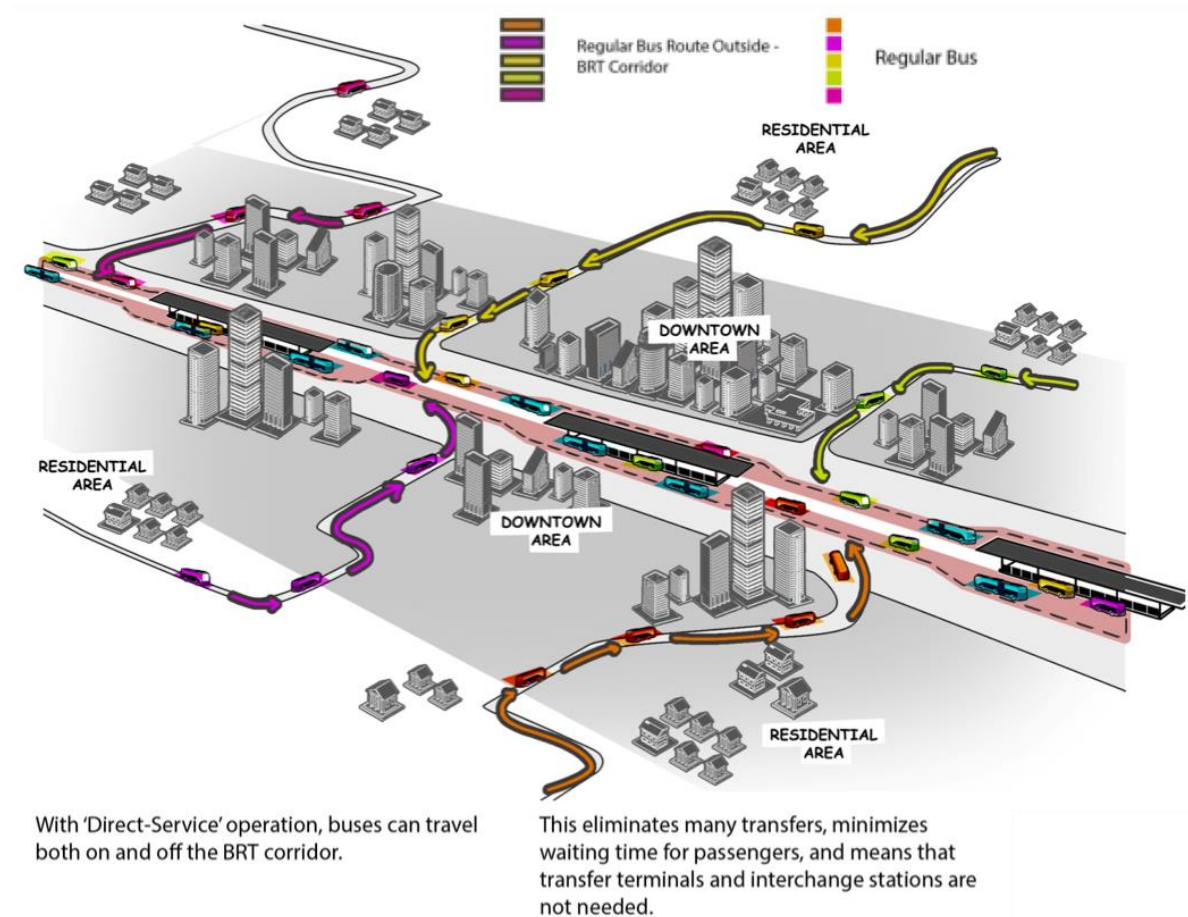 Regular Bus Route Outside -
BRT Corridor
Regular Bus
RESIDENTIAL
AREA
DOWNTOWN
AREA
RESIDENTIAL
AREA
DOWNTOWN
AREA
RESIDENTIAL
AREA
With 'Direct-Service' operation, buses can travel
both on and off the BRT corridor.
This eliminates many transfers, minimizes
waiting time for passengers, and means that
transfer terminals and interchange stations are
not needed.